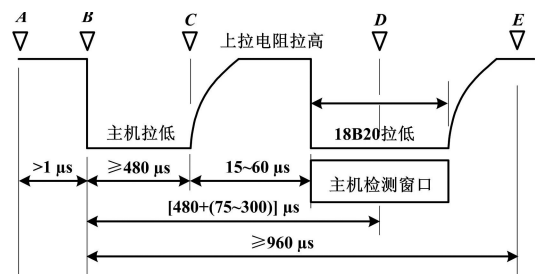 A B C D E
上拉电阻拉高
主机拉低
18B20拉低
>1 μs
≥480 μs
15~60 μs
主机检测窗口
[480+(75~300)] μs
≥960 μs